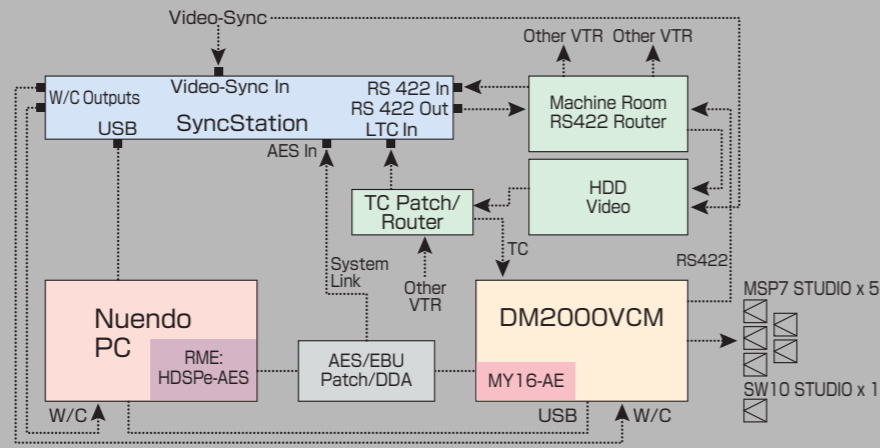 Video-Sync
Other VTR
Other VTR
W/C Outputs
Video-Sync In
RS 422 In
RS 422 Out
USB
SyncStation
LTC In
AES In
Machine Room
RS422 Router
HDD
Video
TC Patch/
Router
TC
System
Link
Other
VTR
RS422
Nuendo
PC
RME:
HDSPe-AES
AES/EBU
Patch/DDA
DM2000VCM
MY16-AE
MSP7 STUDIO x 5
SW10 STUDIO x 1
W/C
USB
W/C